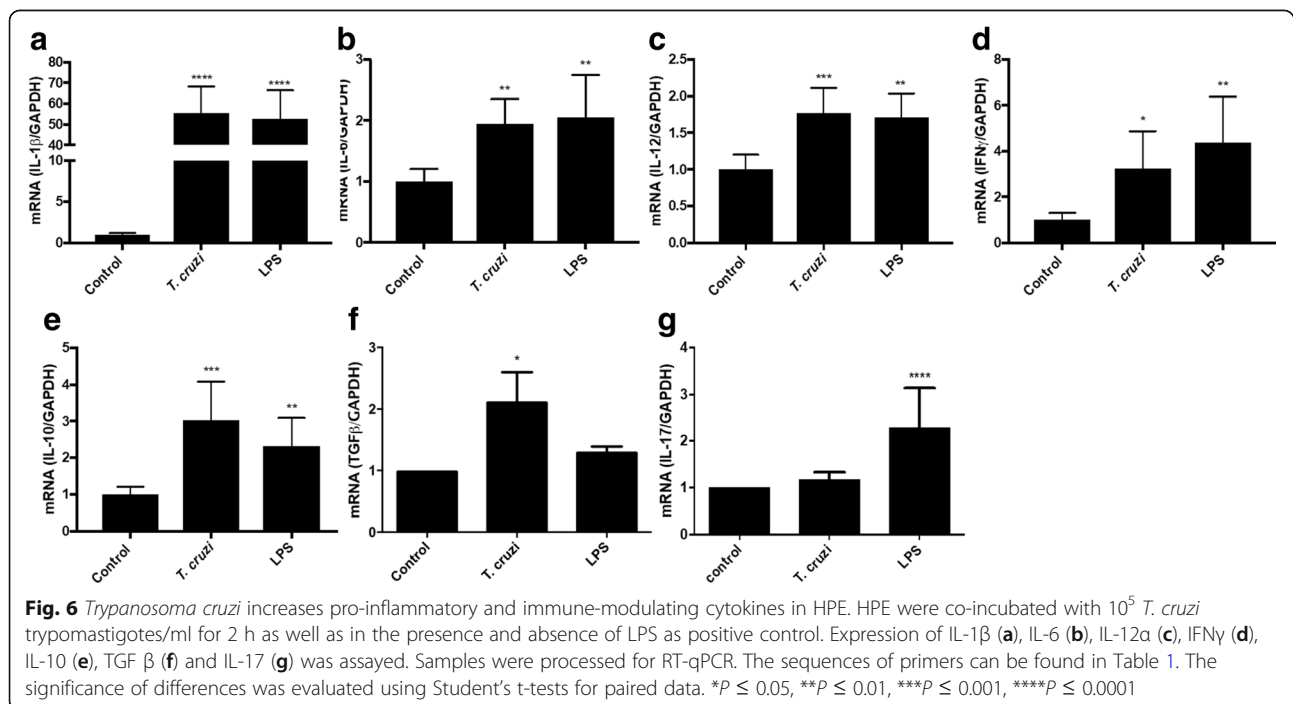 a
mRNA (IL-1β/GAPDH)
80
70
60
50
40
10
5
0
****
****
Control
T. cruzi
LPS
b
mRNA (IL-6/GAPDH)
3
2
1
0
**
**
Control
T. cruzi
LPS
c
mRNA (IL-12/GAPDH)
2.5
2.0
1.5
1.0
0.5
0.0
***
**
Control
T. cruzi
LPS
d
mRNA (IFNγ/GAPDH)
8
6
4
2
0
*
**
Control
T. cruzi
LPS
e
mRNA (IL-10/GAPDH)
5
4
3
2
1
0
***
**
Control
T. cruzi
LPS
f
mRNA (TGFβ/GAPDH)
3
2
1
0
*
Control
T. cruzi
LPS
g
mRNA (IL-17/GAPDH)
4
3
2
1
0
****
control
T. cruzi
LPS
Fig. 6 Trypanosoma cruzi increases pro-inflammatory and immune-modulating cytokines in HPE. HPE were co-incubated with 10⁵ T. cruzi
trypomastigotes/ml for 2 h as well as in the presence and absence of LPS as positive control. Expression of IL-1β (a), IL-6 (b), IL-12α (c), IFNγ (d),
IL-10 (e), TGF β (f) and IL-17 (g) was assayed. Samples were processed for RT-qPCR. The sequences of primers can be found in Table 1. The
significance of differences was evaluated using Student's t-tests for paired data. *P ≤ 0.05, **P ≤ 0.01, ***P ≤ 0.001, ****P ≤ 0.0001